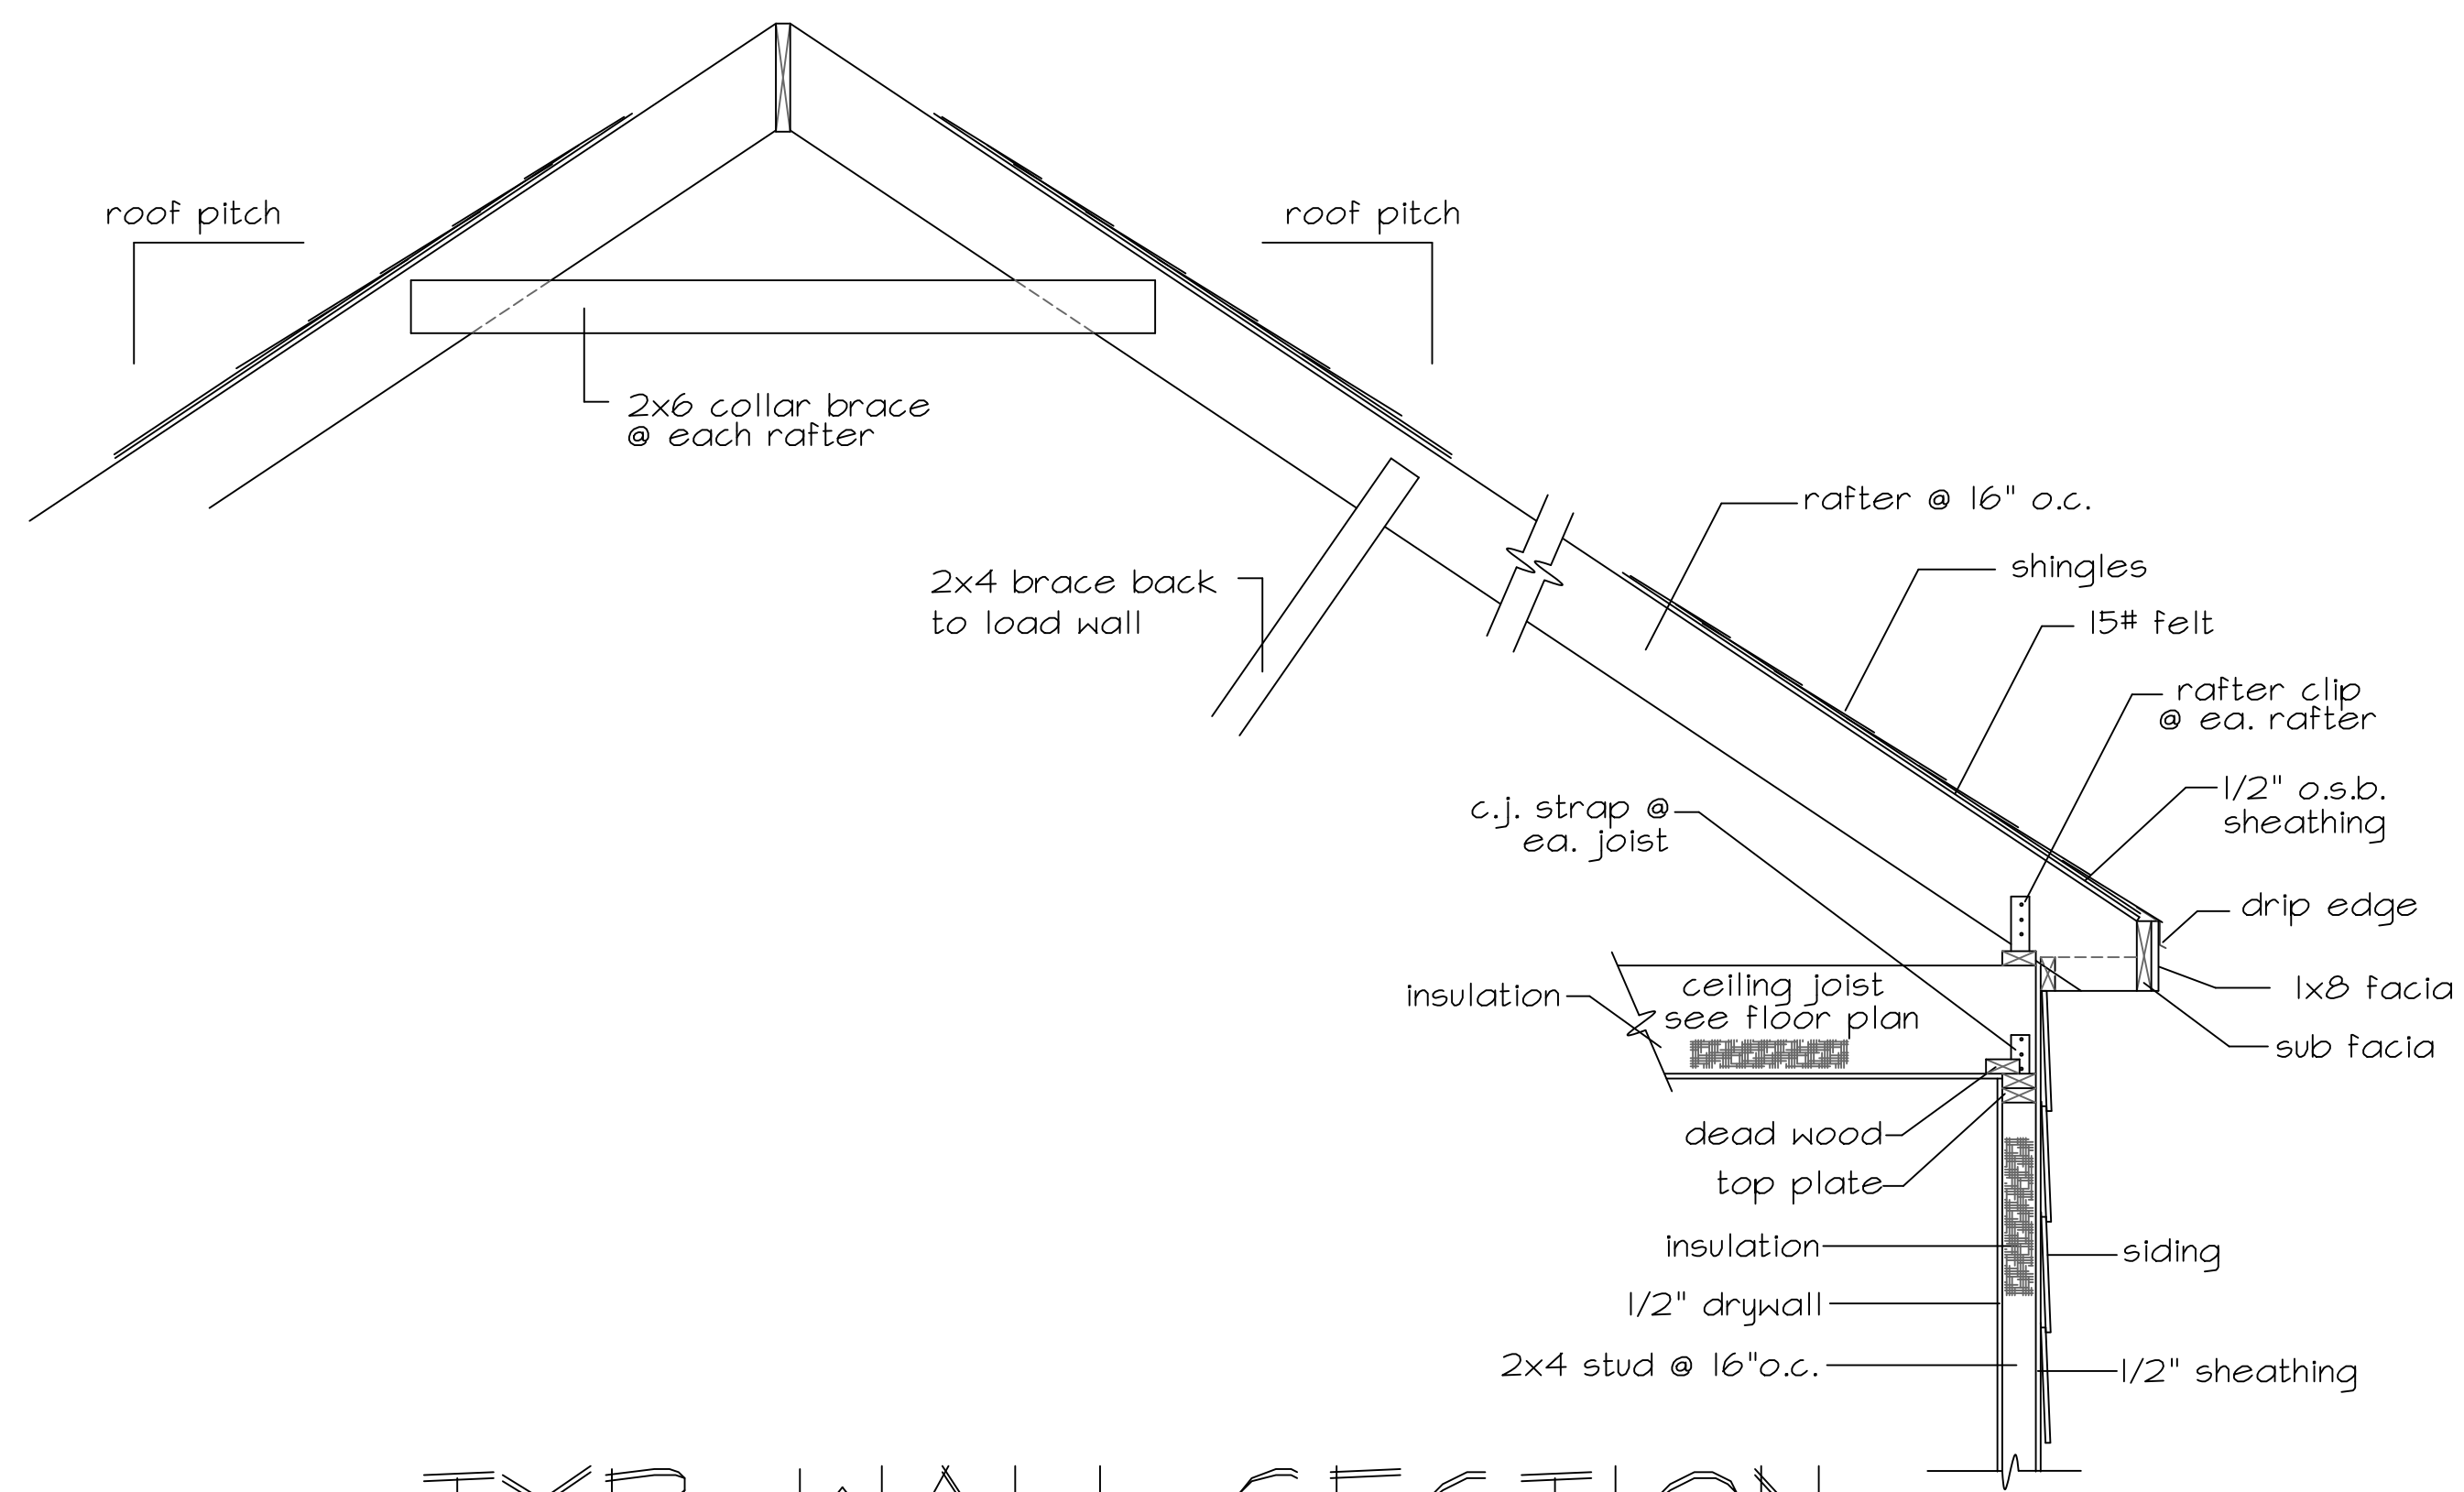 roof pitch
roof pitch
2x6 collar brace
@ each rafter
rafter @ 16" o.c.
shingles
2x4 brace back
to load wall
15# felt
rafter clip
@ ea. rafter
1/2" o.s.b.
sheathing
c.j. strap @
ea. joist
drip edge
insulation
ceiling joist
see floor plan
1x8 facia
sub facia
dead wood
top plate
insulation
siding
1/2" drywall
2x4 stud @ 16"o.c.
1/2" sheathing
TYP. WALL SECTION